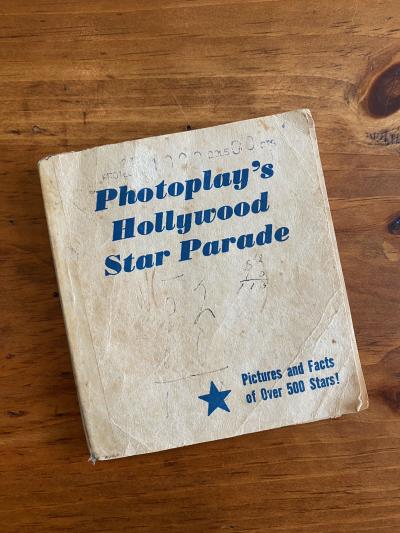 Photoplay's
Hollywood
Star Parade
Pictures and Facts
of Over 500 Stars!